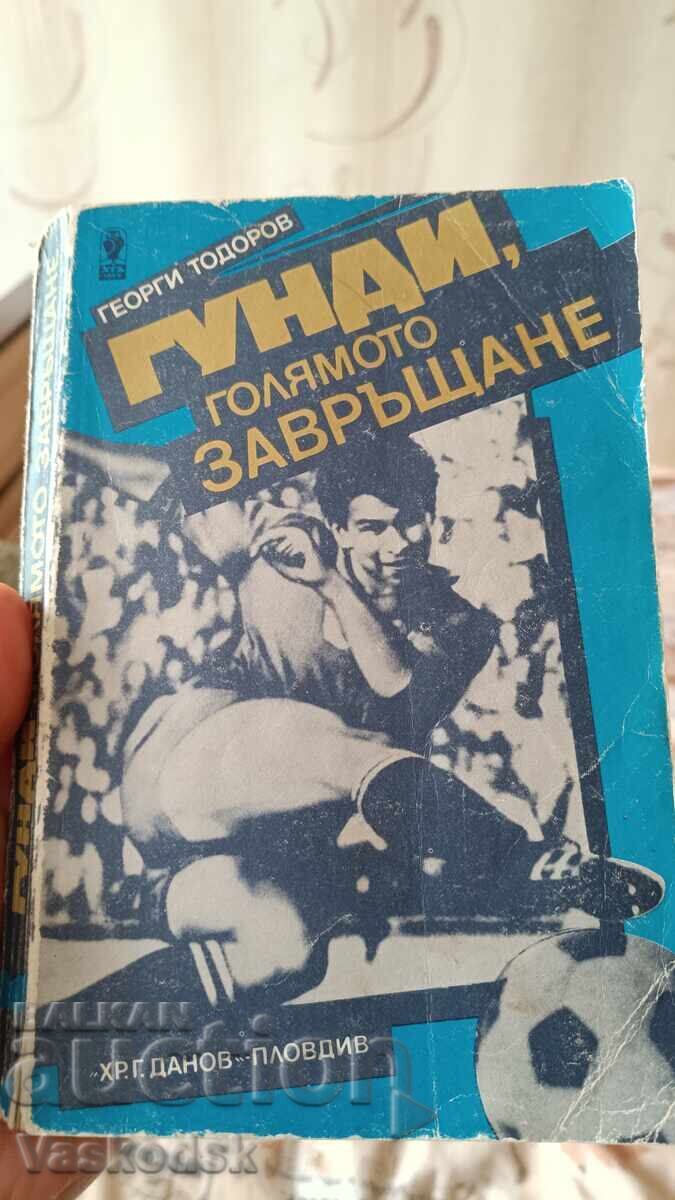 ГЕОРГИ ТОДОРОВ
ГУНДИ,
ГОЛЯМОТО
ЗАВРЪЩАНЕ
„ХР. Г. ДАНОВ“-ПЛОВДИВ
BALKAN
auction
Vaskodsk